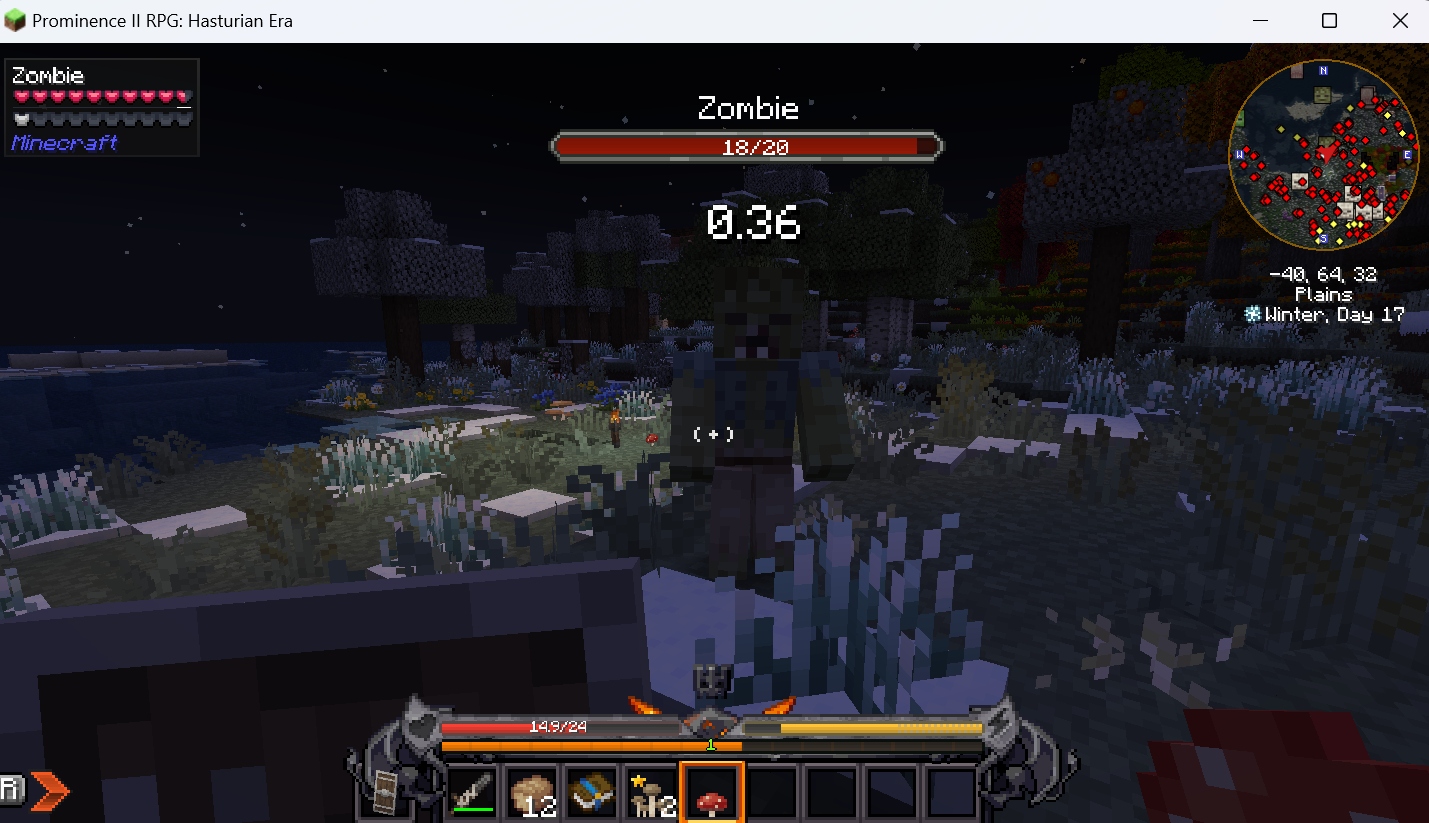 Prominence II RPG: Hasturian Era
Zombie
Minecraft
Zombie
18/20
0.36
N
W
E
S
-40, 64, 32
Plains
Winter, Day 17
14.9/24
1
R
12
2